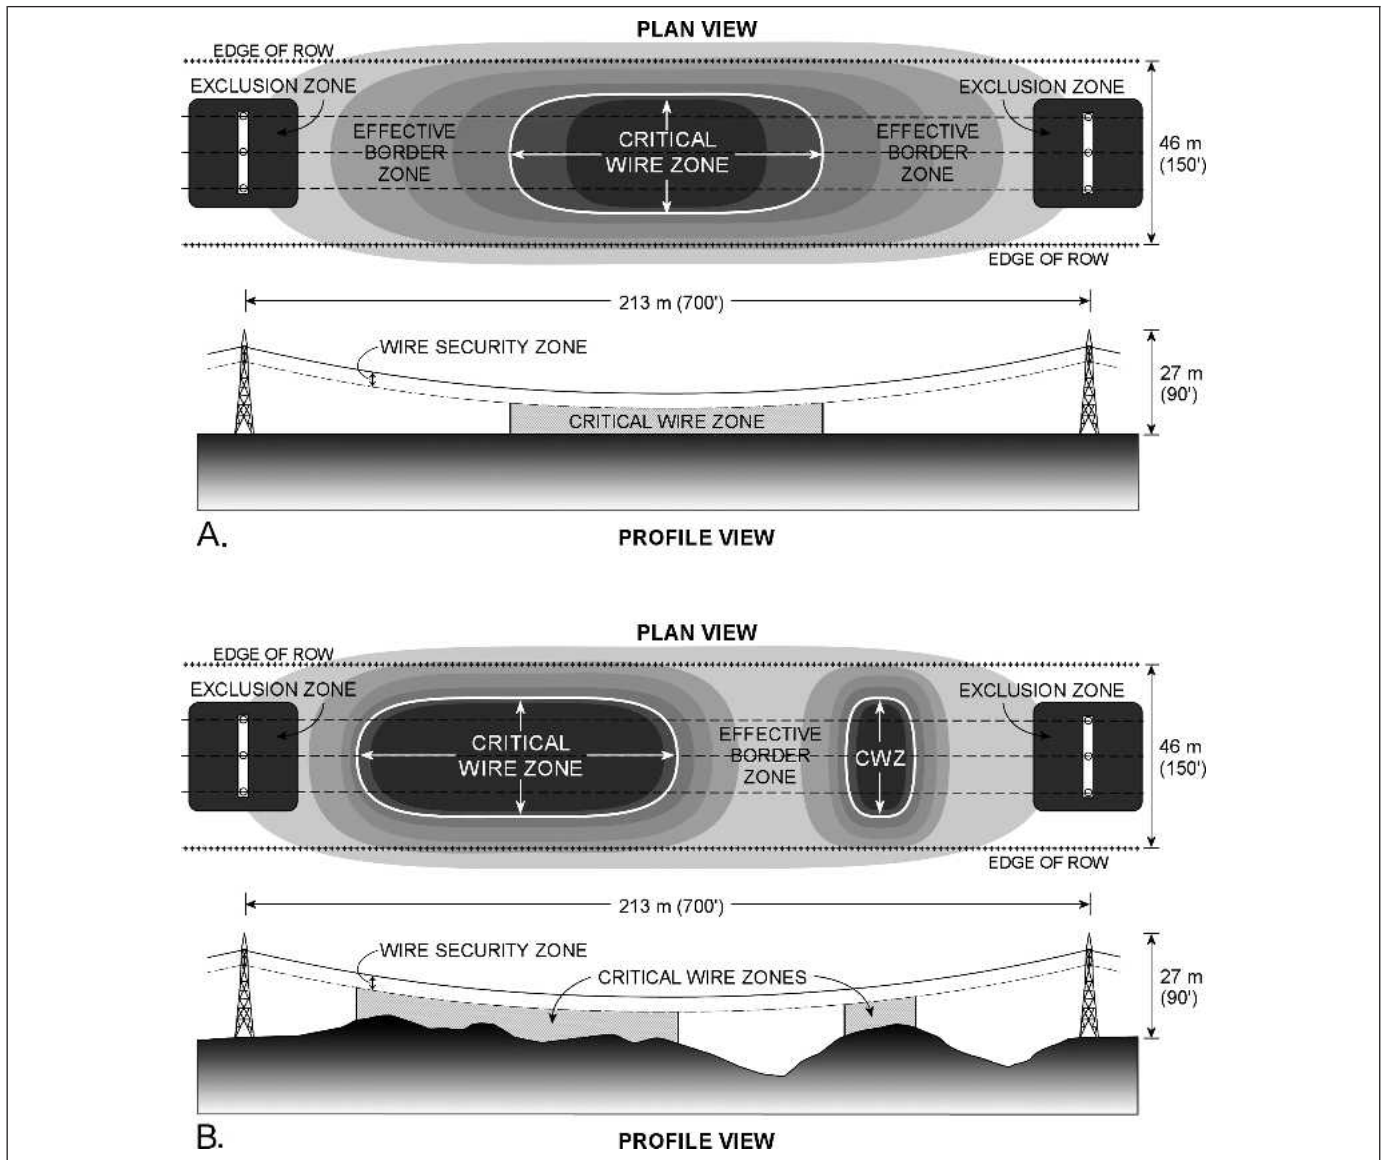 PLAN VIEW
EDGE OF ROW
EXCLUSION ZONE
EXCLUSION ZONE
EFFECTIVE
BORDER
ZONE
CRITICAL
WIRE ZONE
EFFECTIVE
BORDER
ZONE
46 m
(150')
EDGE OF ROW
213 m (700')
WIRE SECURITY ZONE
27 m
(90')
CRITICAL WIRE ZONE
A.
PROFILE VIEW
PLAN VIEW
EDGE OF ROW
EXCLUSION ZONE
EXCLUSION ZONE
CRITICAL
WIRE ZONE
EFFECTIVE
BORDER
ZONE
CWZ
46 m
(150')
EDGE OF ROW
213 m (700')
WIRE SECURITY ZONE
CRITICAL WIRE ZONES
27 m
(90')
B.
PROFILE VIEW